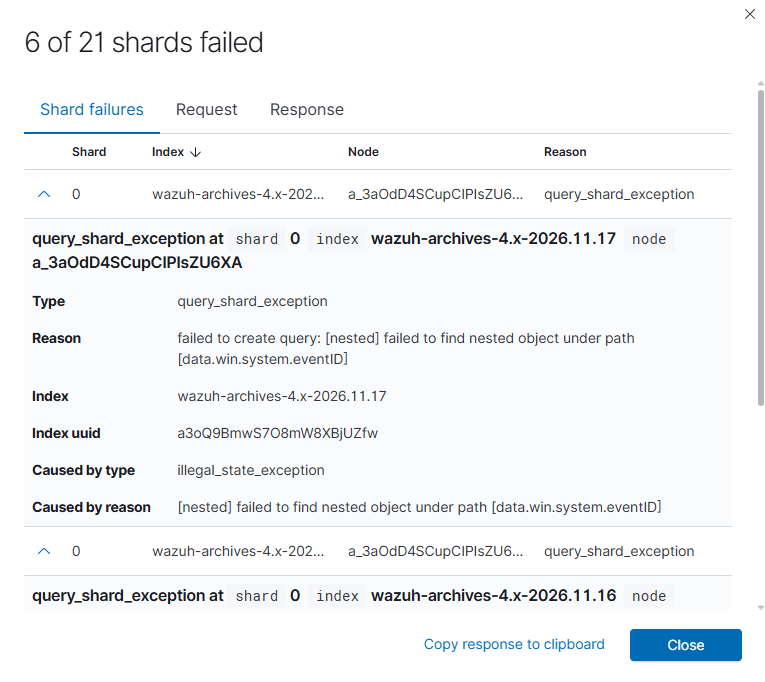 6 of 21 shards failed
Shard failures Request Response
Shard Index Node Reason
0 wazuh-archives-4.x-202... a_3aOdD4SCupCIPIsZU6... query_shard_exception
query_shard_exception at shard 0 index wazuh-archives-4.x-2026.11.17 node
a_3aOdD4SCupCIPIsZU6XA
Type query_shard_exception
Reason failed to create query: [nested] failed to find nested object under path
[data.win.system.eventID]
Index wazuh-archives-4.x-2026.11.17
Index uuid a3oQ9BmwS7O8mW8XBjUZfw
Caused by type illegal_state_exception
Caused by reason [nested] failed to find nested object under path [data.win.system.eventID]
0 wazuh-archives-4.x-202... a_3aOdD4SCupCIPIsZU6... query_shard_exception
query_shard_exception at shard 0 index wazuh-archives-4.x-2026.11.16 node
Copy response to clipboard Close